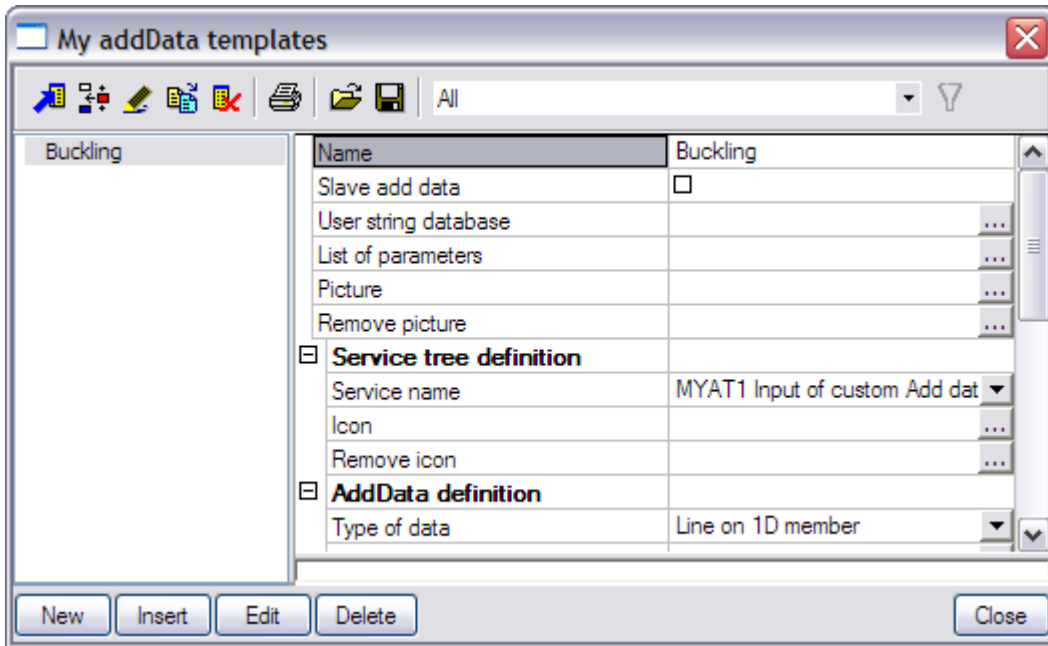 My addData templates
All
Buckling
Name Buckling
Slave add data
User string database ...
List of parameters ...
Picture ...
Remove picture ...
Service tree definition
Service name MYAT1 Input of custom Add dat
Icon ...
Remove icon ...
AddData definition
Type of data Line on 1D member
New Insert Edit Delete Close